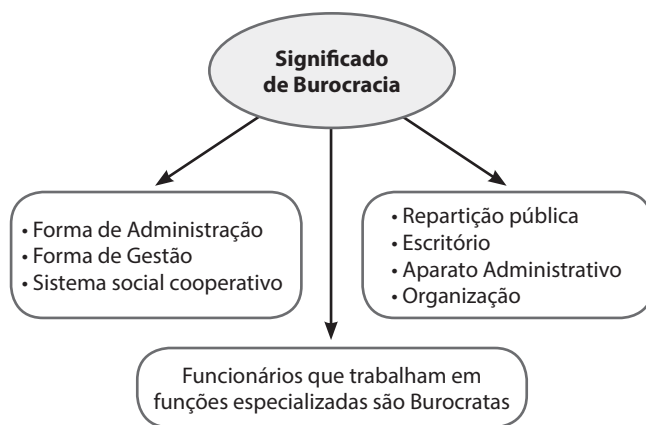 Significado
de Burocracia
• Forma de Administração
• Forma de Gestão
• Sistema social cooperativo
• Repartição pública
• Escritório
• Aparato Administrativo
• Organização
Funcionários que trabalham em
funções especializadas são Burocratas